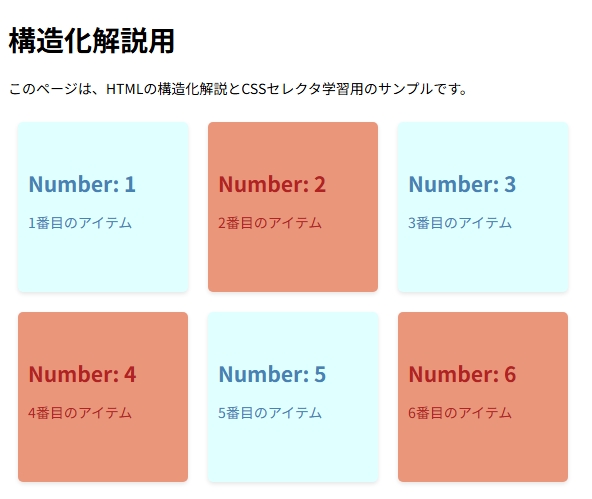 構造化解説用
このページは、HTMLの構造化解説とCSSセレクタ学習用のサンプルです。
Number: 1
1番目のアイテム
Number: 2
2番目のアイテム
Number: 3
3番目のアイテム
Number: 4
4番目のアイテム
Number: 5
5番目のアイテム
Number: 6
6番目のアイテム